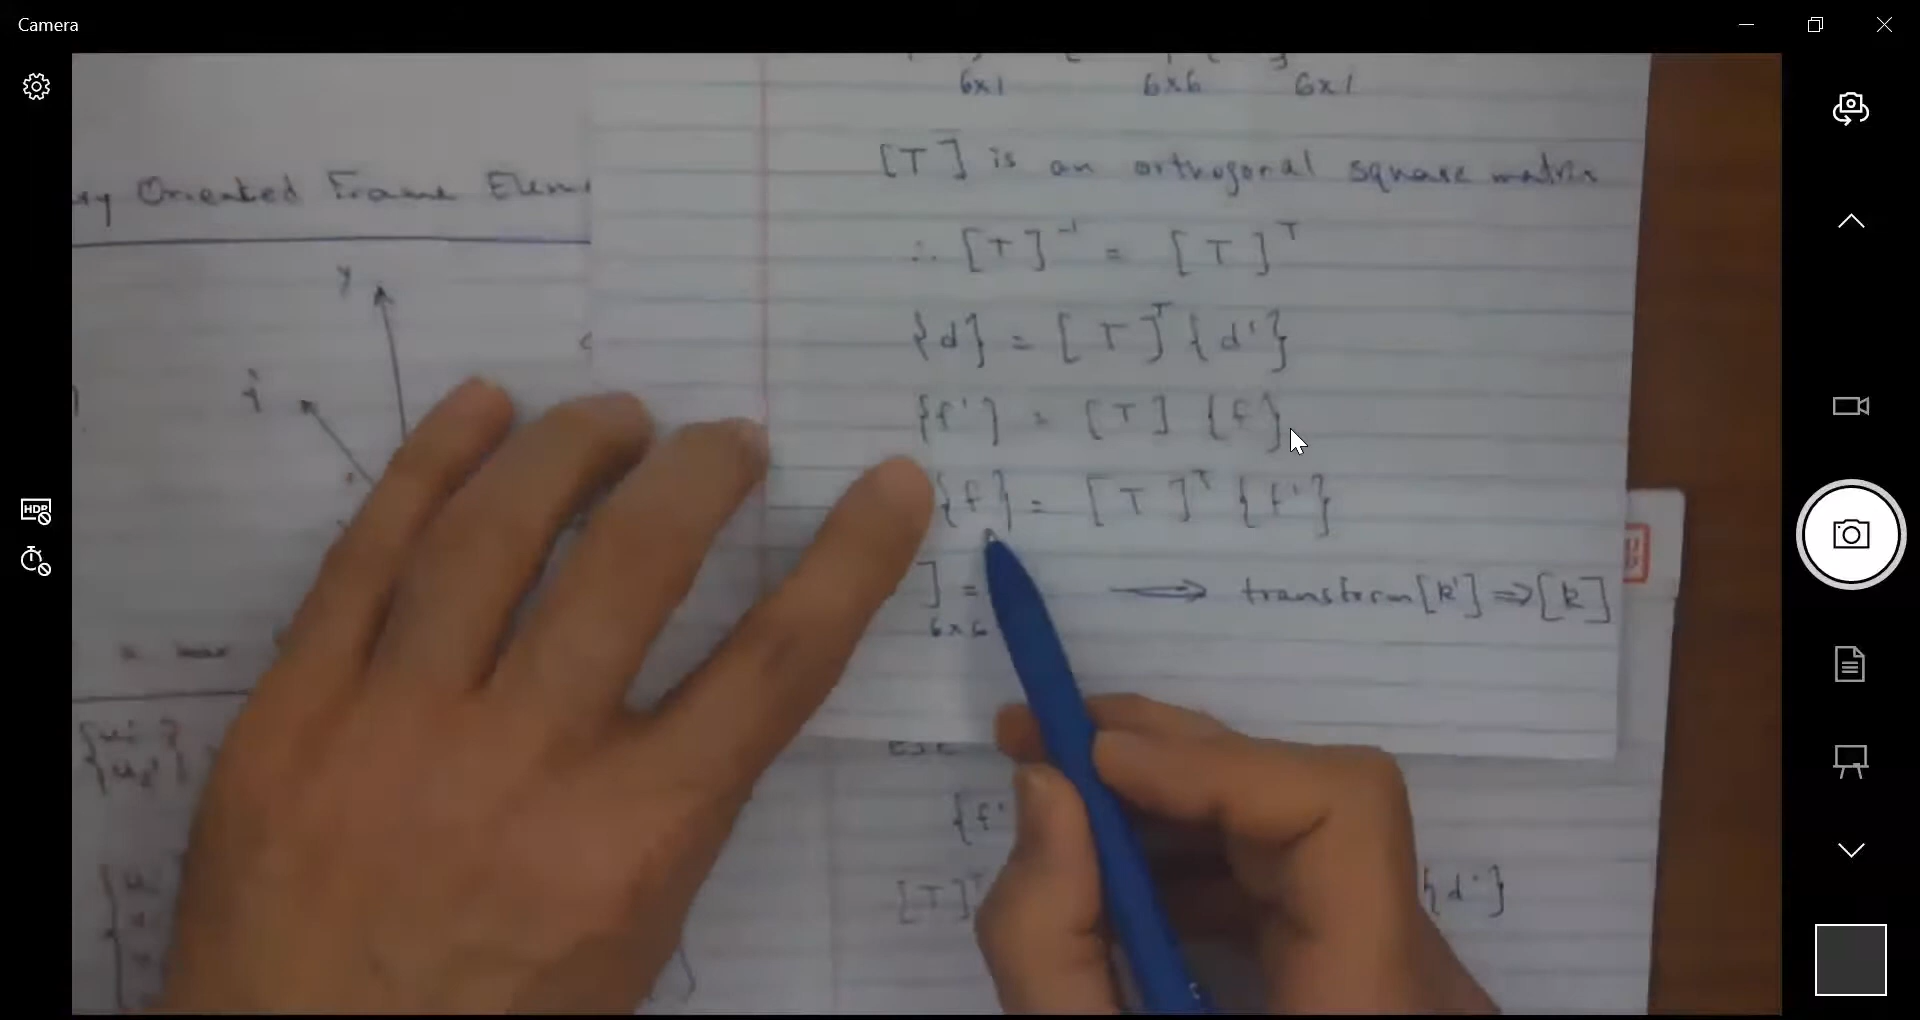 Camera
6x1 6x6 6x1
[T] is an orthogonal square matrix
∴ [T]⁻¹ = [T]ᵀ
{d} = [T]ᵀ {d'}
{f'} = [T] {f}
{f} = [T]ᵀ {f'}
] = → transform [k'] ⇒ [k]
6x6
{f'
[T]ᵀ {d'}
Oriented Frame Elem
Y